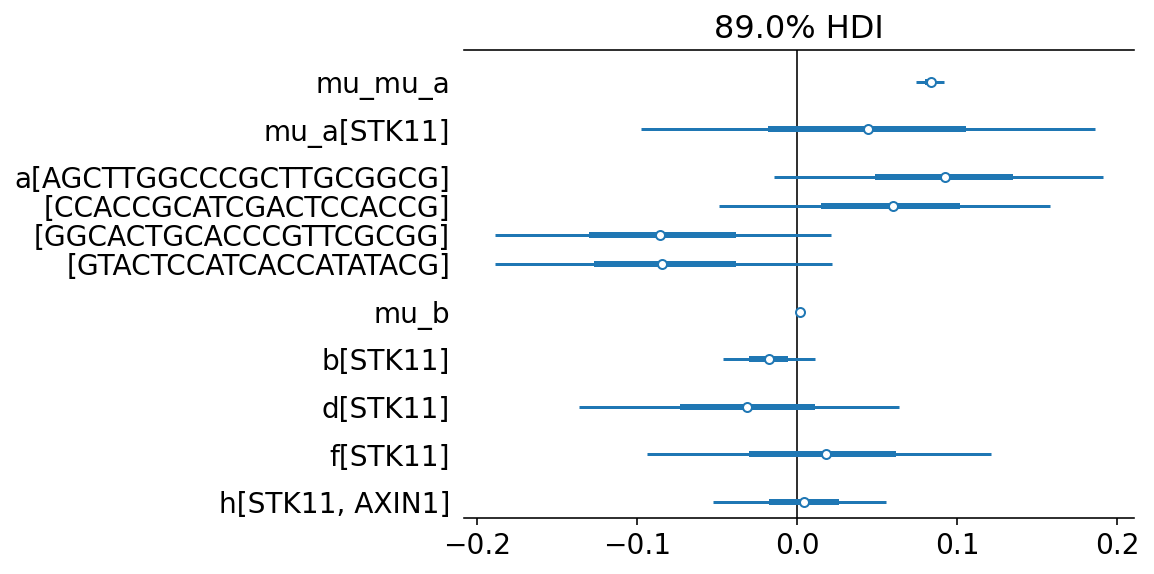 89.0% HDI
mu_mu_a
mu_a[STK11]
a[AGCTTGGCCCGCTTGCGGCG]
[CCACCGCATCGACTCCACCG]
[GGCACTGCACCCGTTCGCGG]
[GTACTCCATCACCATATACG]
mu_b
b[STK11]
d[STK11]
f[STK11]
h[STK11, AXIN1]
−0.2 −0.1 0.0 0.1 0.2